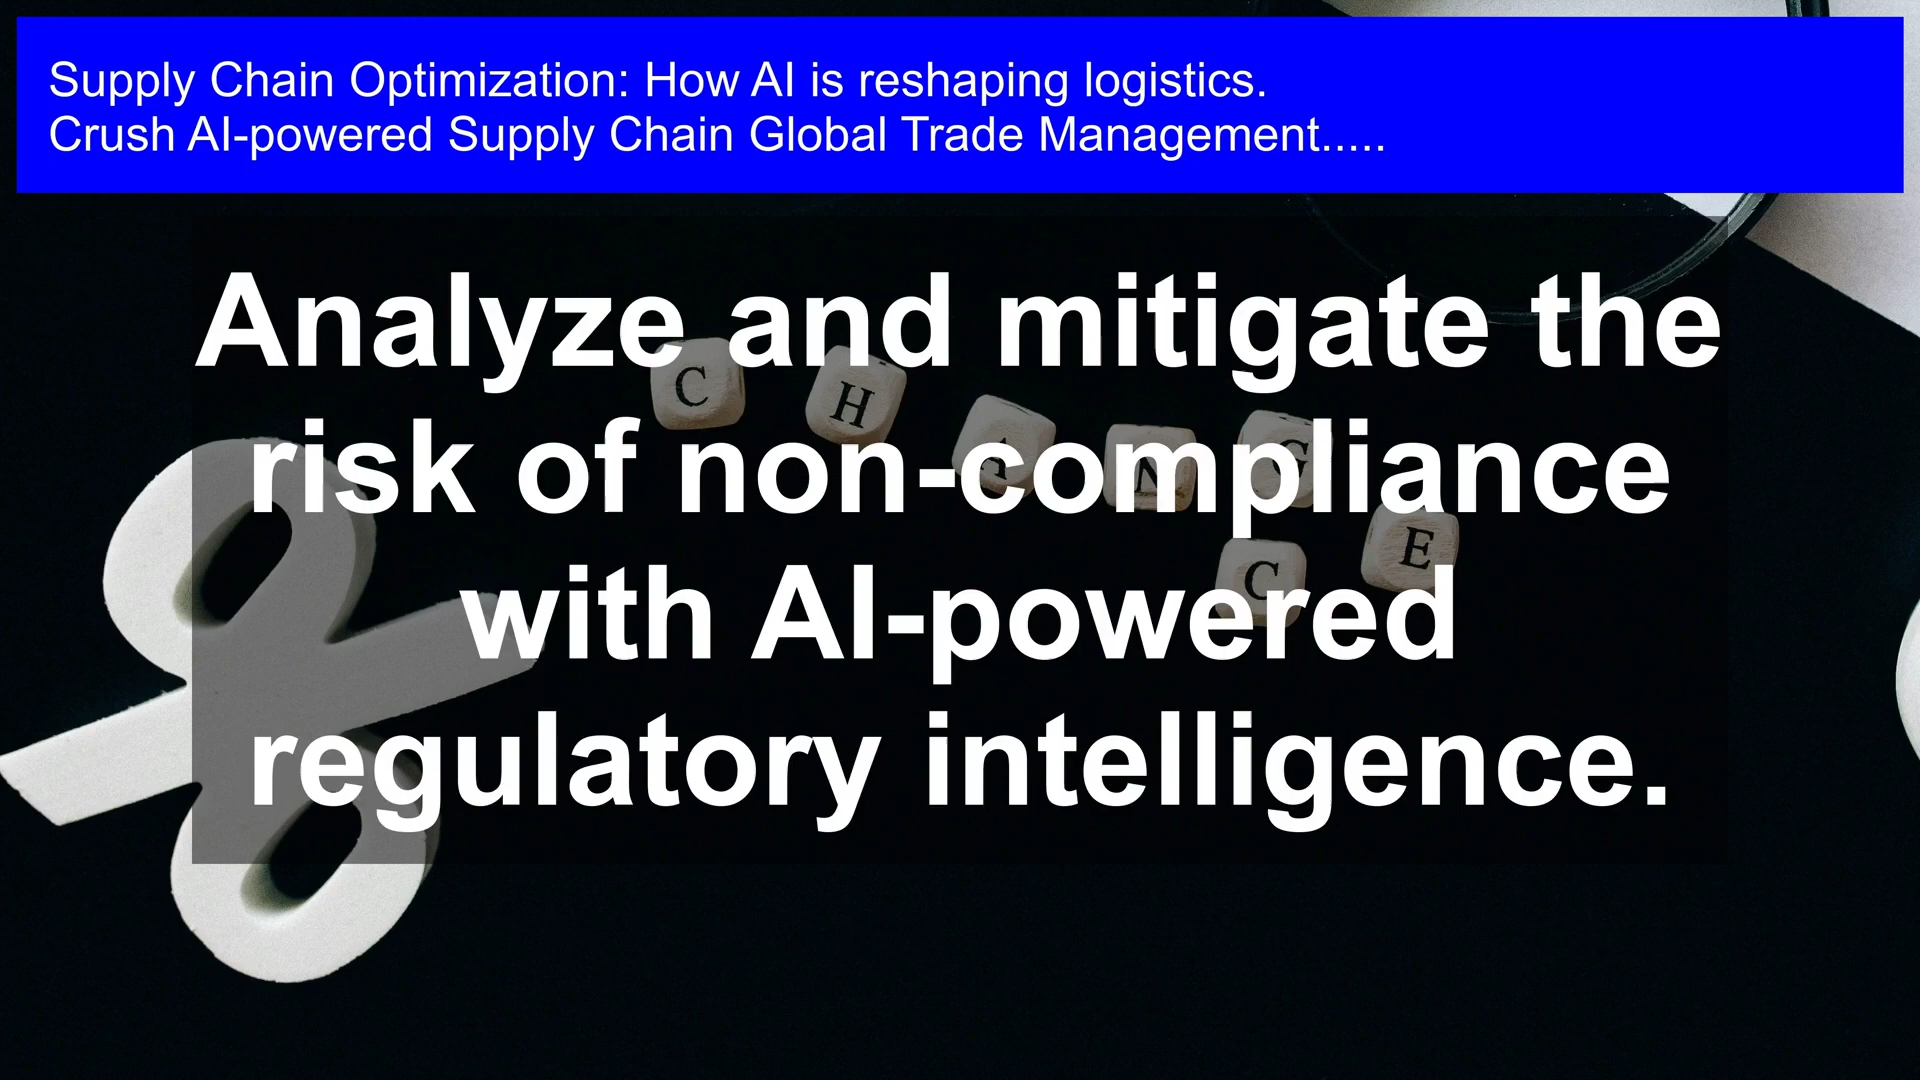 Supply Chain Optimization: How AI is reshaping logistics.
Crush AI-powered Supply Chain Global Trade Management.....
Analyze and mitigate the
risk of non-compliance
with AI-powered
regulatory intelligence.
C H A N G E
C
%